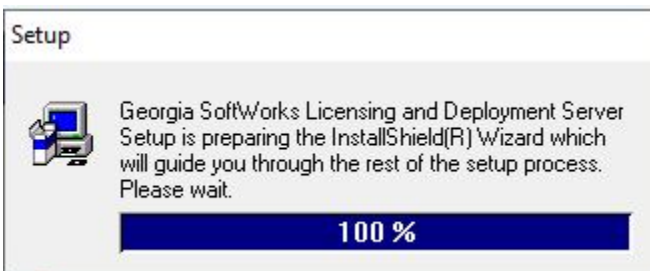 Setup
Georgia SoftWorks Licensing and Deployment Server
Setup is preparing the InstallShield(R) Wizard which
will guide you through the rest of the setup process.
Please wait.
100 %